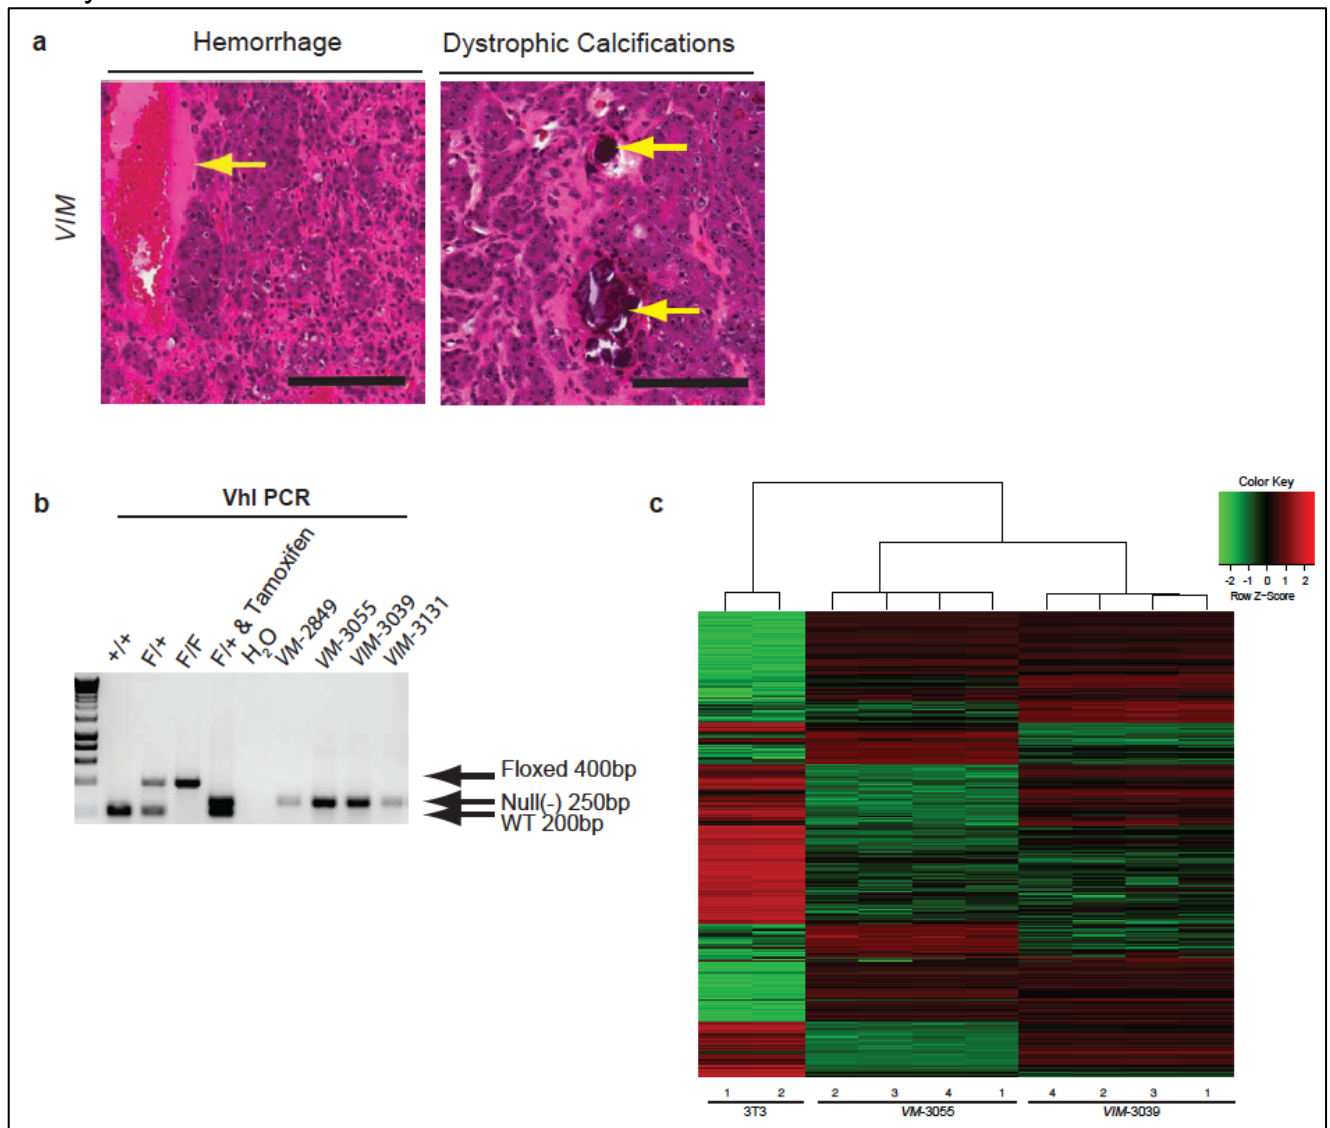 a
Hemorrhage
Dystrophic Calcifications
VIM
b
Vhl PCR
+/+
F/+
F/F
F/+ & Tamoxifen
H2O
VM-2849
VM-3055
VIM-3039
VIM-3131
Floxed 400bp
Null(-) 250bp
WT 200bp
c
Color Key
-2 -1 0 1 2
Row Z-Score
1 2 2 3 4 1 4 2 3 1
3T3 VM-3055 VIM-3039